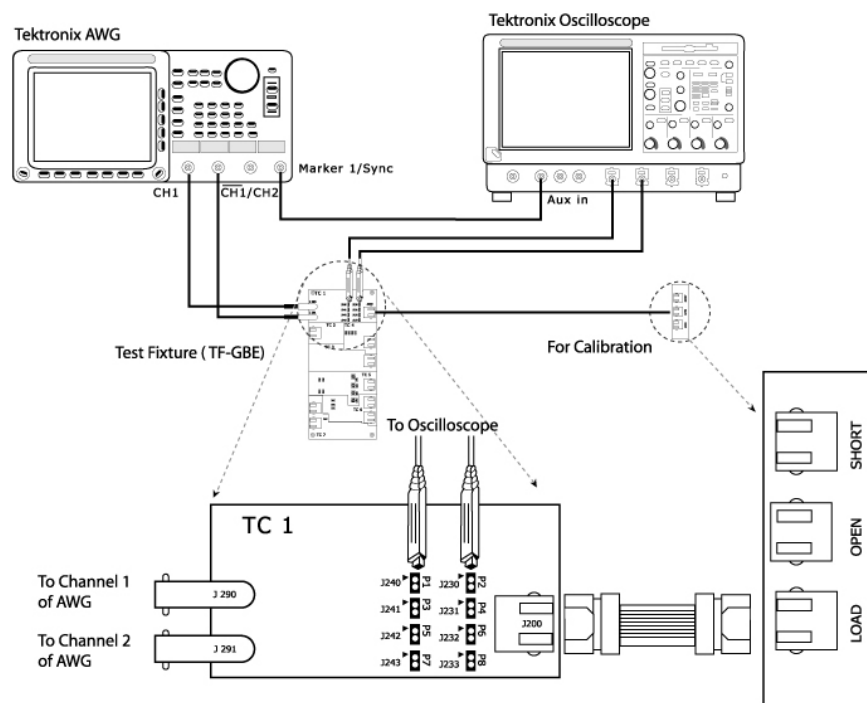 Tektronix AWG
Tektronix Oscilloscope
Marker 1/Sync
CH1
CH1/CH2
Aux in
TC 1
Test Fixture ( TF-GBE)
For Calibration
To Oscilloscope
TC 1
To Channel 1
of AWG
J 290
To Channel 2
of AWG
J 291
J240 P1 J230 P2
J241 P3 J231 P4
J242 P5 J232 P6
J243 P7 J233 P8
J200
SHORT
OPEN
LOAD